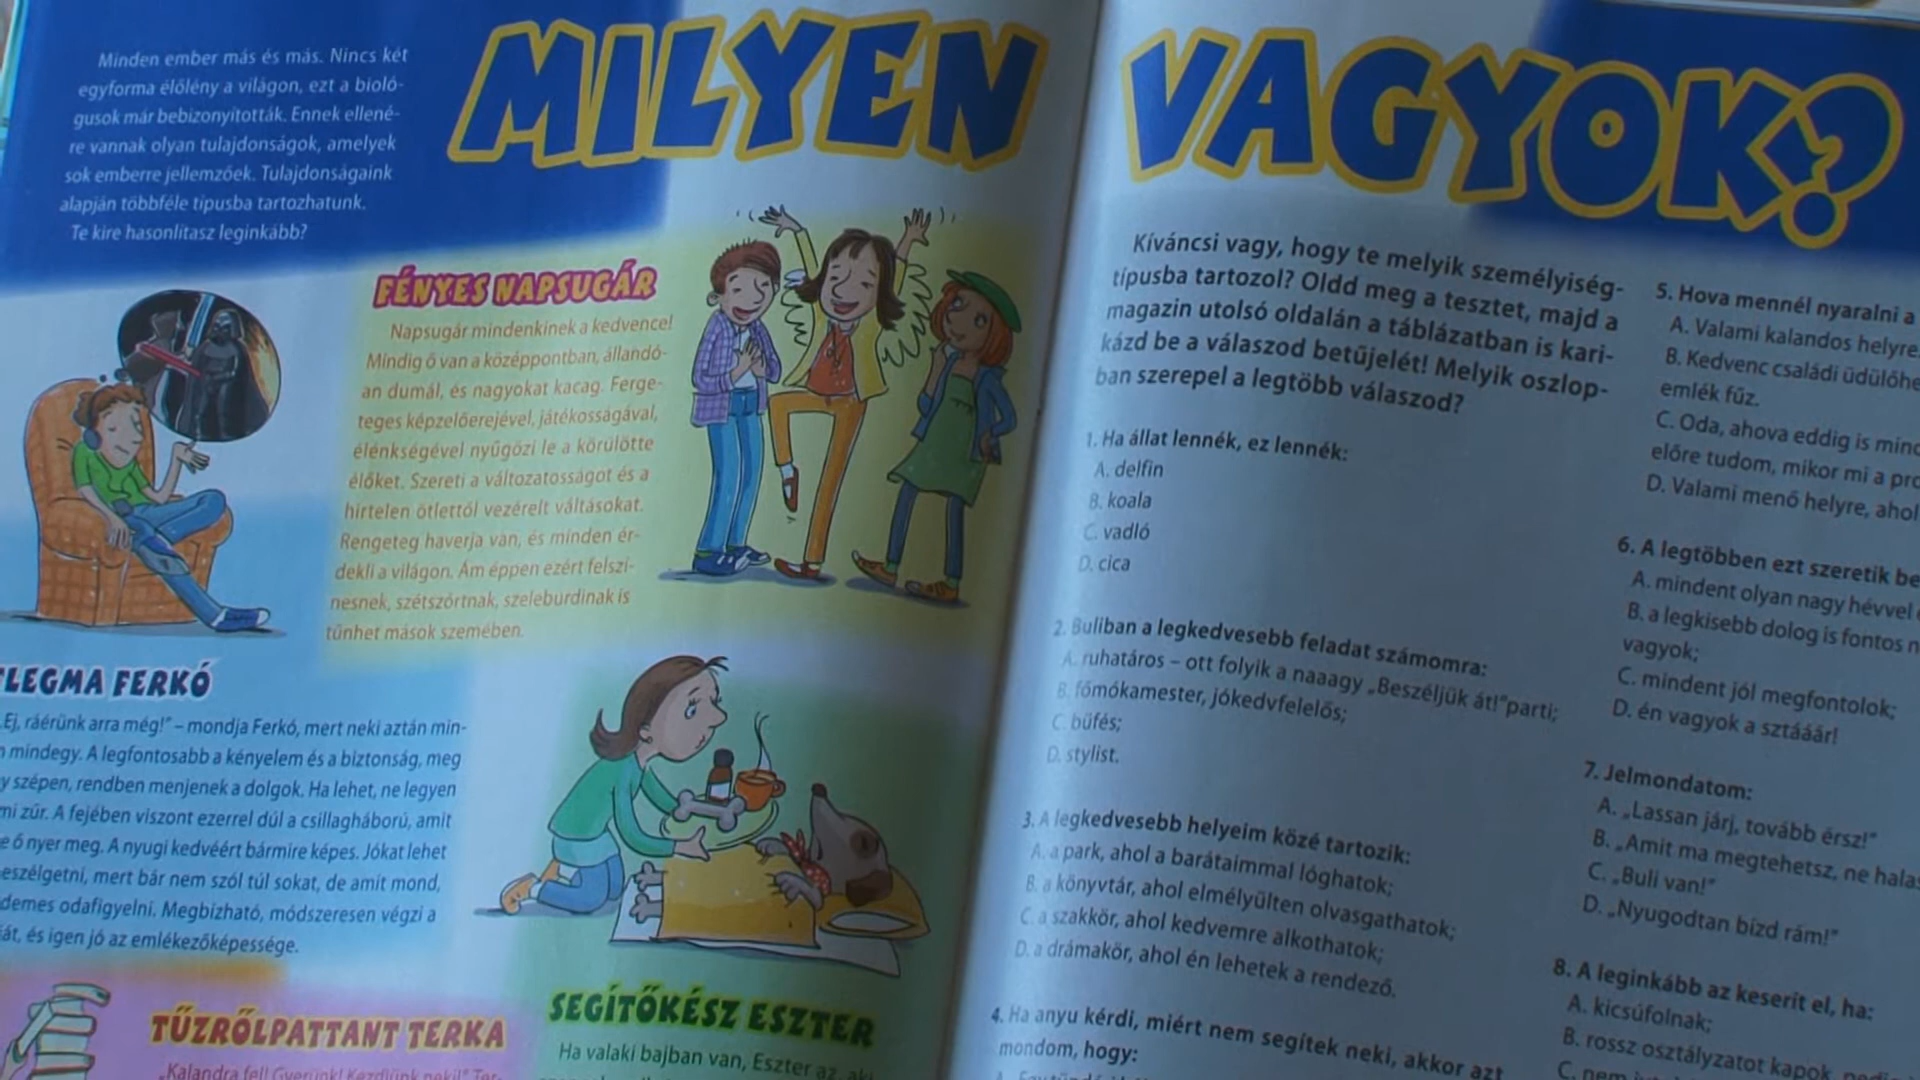 MILYEN VAGYOK?
Minden ember más és más. Nincs két
egyforma élőlény a világon, ezt a bioló-
gusok már bebizonyították. Ennek ellené-
re vannak olyan tulajdonságok, amelyek
sok emberre jellemzőek. Tulajdonságaink
alapján többféle típusba tartozhatunk.
Te kire hasonlítasz leginkább?
FÉNYES NAPSUGÁR
Napsugár mindenkinek a kedvence!
Mindig ő van a középpontban, állandó-
an dumál, és nagyokat kacag. Ferge-
teges képzelőerejével, játékosságával,
élénkségével nyűgözi le a körülötte
élőket. Szereti a változatosságot és a
hirtelen ötlettől vezérelt váltásokat.
Rengeteg haverja van, és minden ér-
dekli a világon. Ám éppen ezért felszí-
nesnek, szétszórtnak, szeleburdinak is
tűnhet mások szemében.
FLEGMA FERKÓ
„Ej, ráérünk arra még!" – mondja Ferkó, mert neki aztán min-
mindegy. A legfontosabb a kényelem és a biztonság, meg
szépen, rendben menjenek a dolgok. Ha lehet, ne legyen
zűr. A fejében viszont ezerrel dúl a csillagháború, amit
ő nyer meg. A nyugi kedvéért bármire képes. Jókat lehet
eszélgetni, mert bár nem szól túl sokat, de amit mond,
demes odafigyelni. Megbízható, módszeresen végzi a
át, és igen jó az emlékezőképessége.
TŰZRŐLPATTANT TERKA
„Kalandra fel! Gyerünk! Kezdjünk neki!" Ter-
SEGÍTŐKÉSZ ESZTER
Ha valaki bajban van, Eszter az, aki
Kíváncsi vagy, hogy te melyik személyiség-
típusba tartozol? Oldd meg a tesztet, majd a
magazin utolsó oldalán a táblázatban is kari-
kázd be a válaszod betűjelét! Melyik oszlop-
ban szerepel a legtöbb válaszod?
1. Ha állat lennék, ez lennék:
A. delfin
B. koala
C. vadló
D. cica
2. Buliban a legkedvesebb feladat számomra:
A. ruhatáros – ott folyik a naaagy „Beszéljük át!"parti;
B. főmókamester, jókedvfelelős;
C. büfés;
D. stylist.
3. A legkedvesebb helyeim közé tartozik:
A. a park, ahol a barátaimmal lóghatok;
B. a könyvtár, ahol elmélyülten olvasgathatok;
C. a szakkör, ahol kedvemre alkothatok;
D. a drámakör, ahol én lehetek a rendező.
4. Ha anyu kérdi, miért nem segítek neki, akkor azt
mondom, hogy:
5. Hova mennél nyaralni a
A. Valami kalandos helyre
B. Kedvenc családi üdülőhe
emlék fűz.
C. Oda, ahova eddig is minc
előre tudom, mikor mi a pro
D. Valami menő helyre, ahol
6. A legtöbben ezt szeretik be
A. mindent olyan nagy hévvel
B. a legkisebb dolog is fontos n
vagyok;
C. mindent jól megfontolok;
D. én vagyok a sztááár!
7. Jelmondatom:
A. „Lassan járj, tovább érsz!"
B. „Amit ma megtehetsz, ne halas
C. „Buli van!"
D. „Nyugodtan bízd rám!"
8. A leginkább az keserít el, ha:
A. kicsúfolnak;
B. rossz osztályzatot kapok,
C. nem